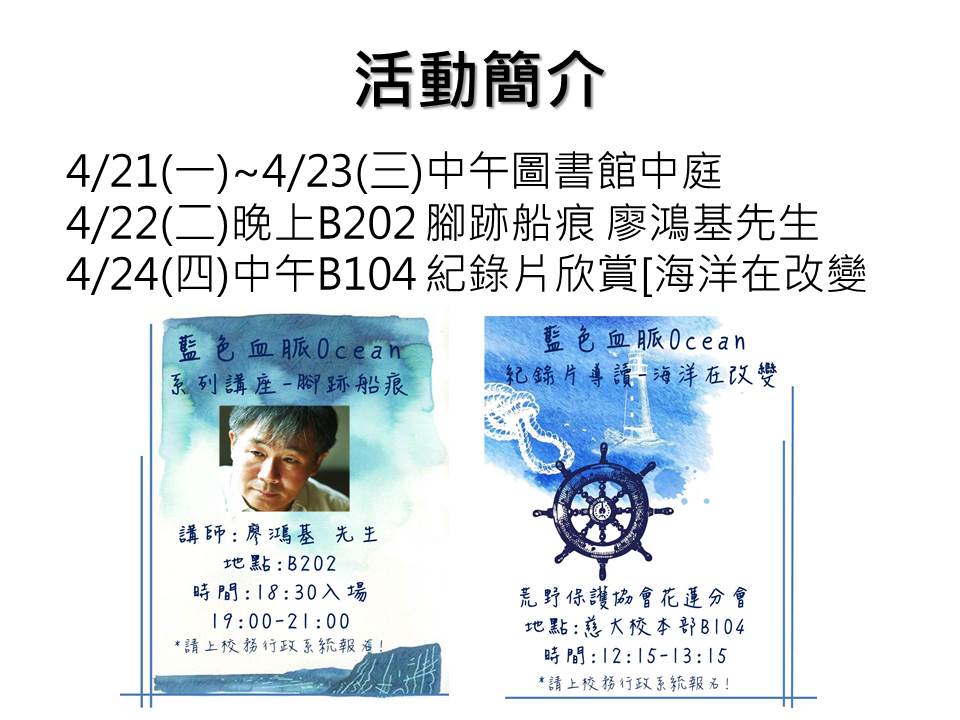 活動簡介
4/21(一)~4/23(三)中午圖書館中庭
4/22(二)晚上B202 腳跡船痕 廖鴻基先生
4/24(四)中午B104 紀錄片欣賞[海洋在改變
藍色血脈Ocean
系列講座-腳跡船痕
講師:廖鴻基 先生
地點:B202
時間:18:30入場
19:00-21:00
*請上校務行政系統報名!
藍色血脈Ocean
紀錄片導讀-海洋在改變
荒野保護協會花蓮分會
地點:慈大校本部B104
時間:12:15-13:15
*請上校務行政系統報名!